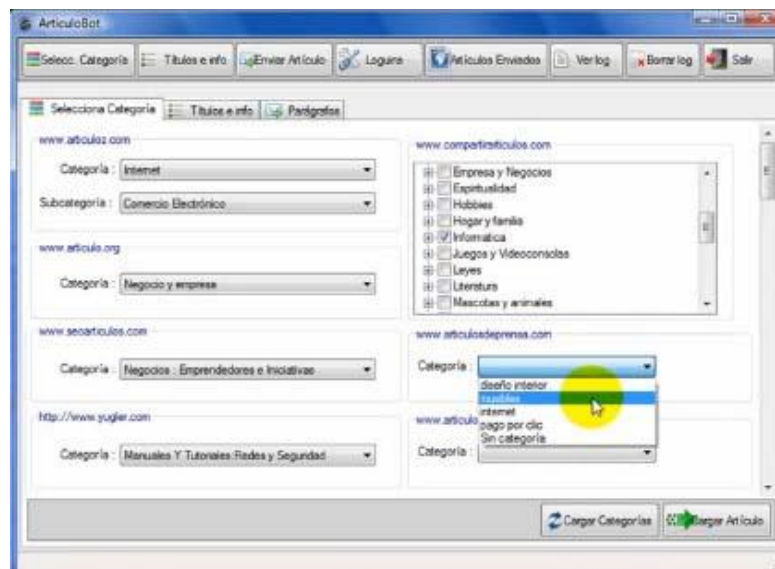 ArticuloBot
Selecc. Categoría Títulos e info Enviar Artículo Loguins Artículos Enviados Ver log Borrar log Salir
Selecciona Categoría Títulos e info Parágrafos
www.articuloz.com
Categoría : Internet
Subcategoría : Comercio Electrónico
www.articulo.org
Categoría : Negocio y empresa
www.seoarticulos.com
Categoría : Negocios : Emprendedores e Iniciativas
http://www.yugler.com
Categoría : Manuales Y Tutoriales:Redes y Seguridad
www.compartirarticulos.com
Empresa y Negocios
Espiritualidad
Hobbies
Hogar y familia
Informatica
Juegos y Videoconsolas
Leyes
Literatura
Mascotas y animales
www.articulosdeprensa.com
Categoría :
diseño interior
muebles
internet
pago por clic
Sin categoría
www.articulo
Categoría :
Cargar Categorías Cargar Artículo